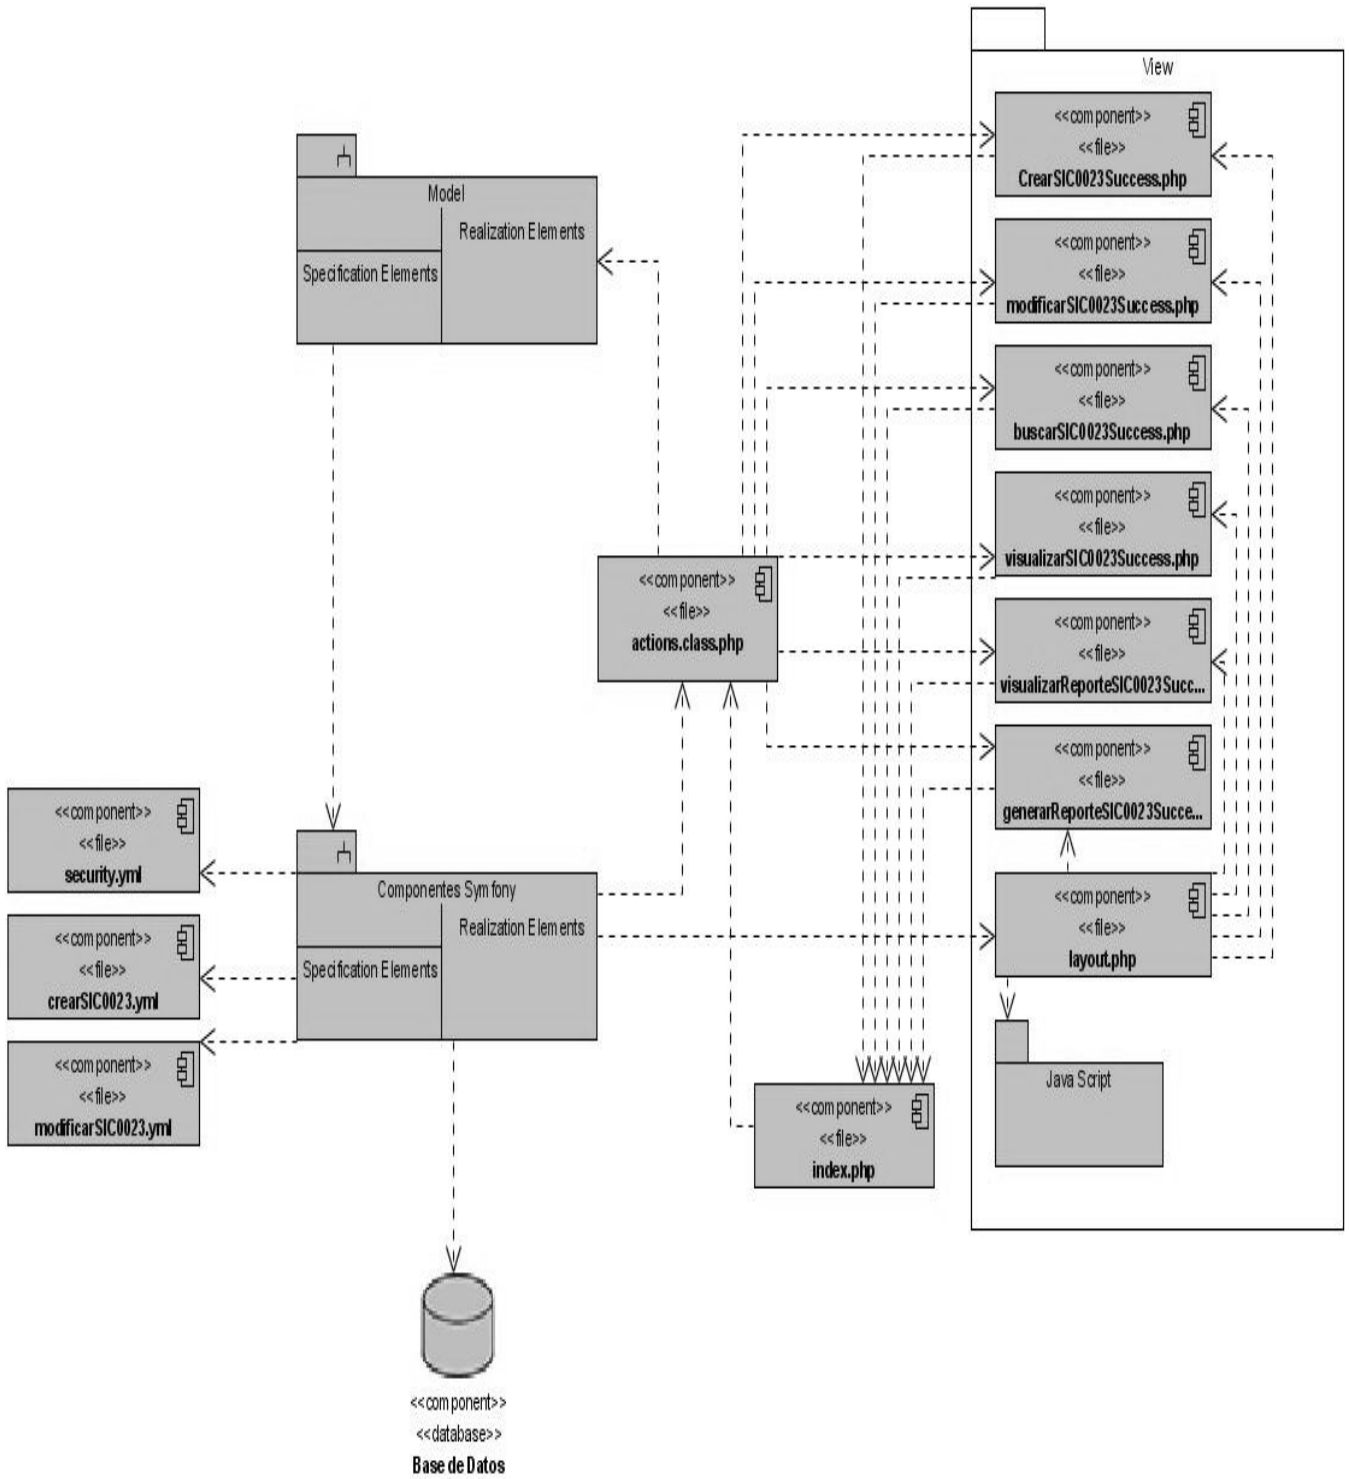 View
<<component>>
<<file>>
CrearSIC0023Success.php
<<component>>
<<file>>
modificarSIC0023Success.php
<<component>>
<<file>>
buscarSIC0023Success.php
<<component>>
<<file>>
visualizarSIC0023Success.php
<<component>>
<<file>>
visualizarReporteSIC0023Succ...
<<component>>
<<file>>
generarReporteSIC0023Succe...
<<component>>
<<file>>
layout.php
Java Script
Model
Realization Elements
Specification Elements
<<component>>
<<file>>
actions.class.php
<<component>>
<<file>>
security.yml
<<component>>
<<file>>
crearSIC0023.yml
<<component>>
<<file>>
modificarSIC0023.yml
Componentes Symfony
Realization Elements
Specification Elements
<<component>>
<<file>>
index.php
<<component>>
<<database>>
Base de Datos